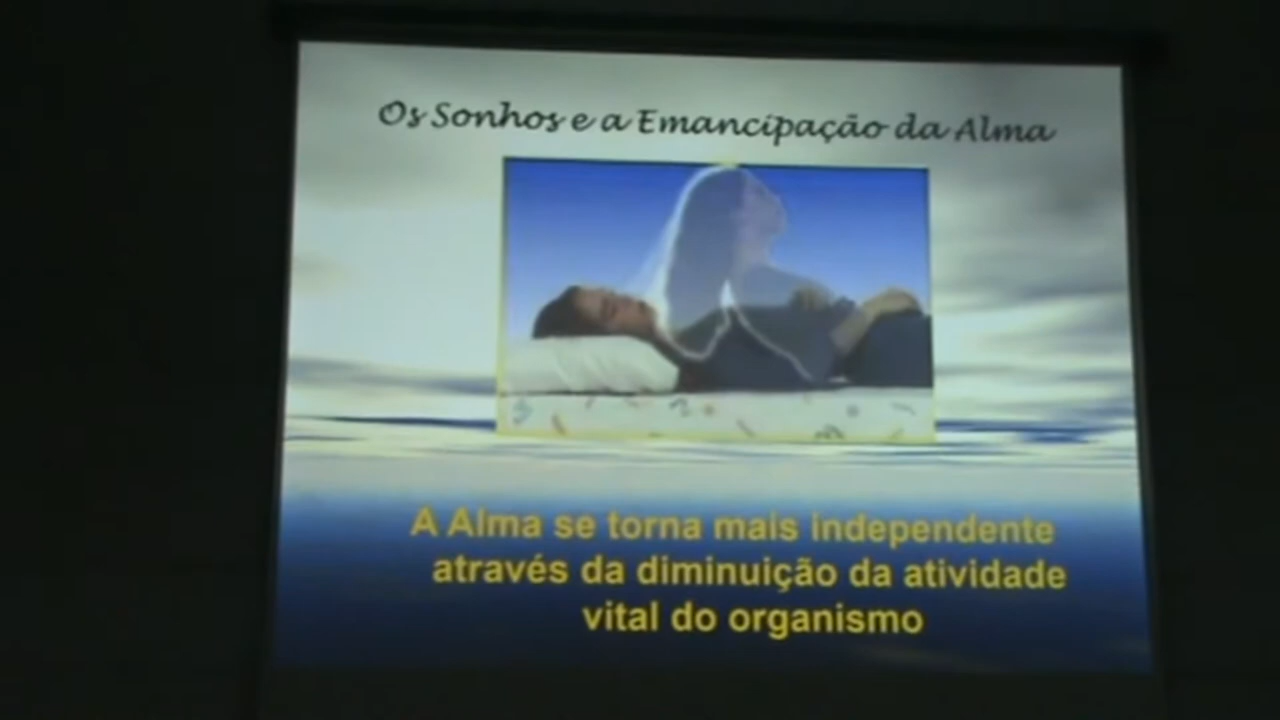 Os Sonhos e a Emancipação da Alma
A Alma se torna mais independente
através da diminuição da atividade
vital do organismo